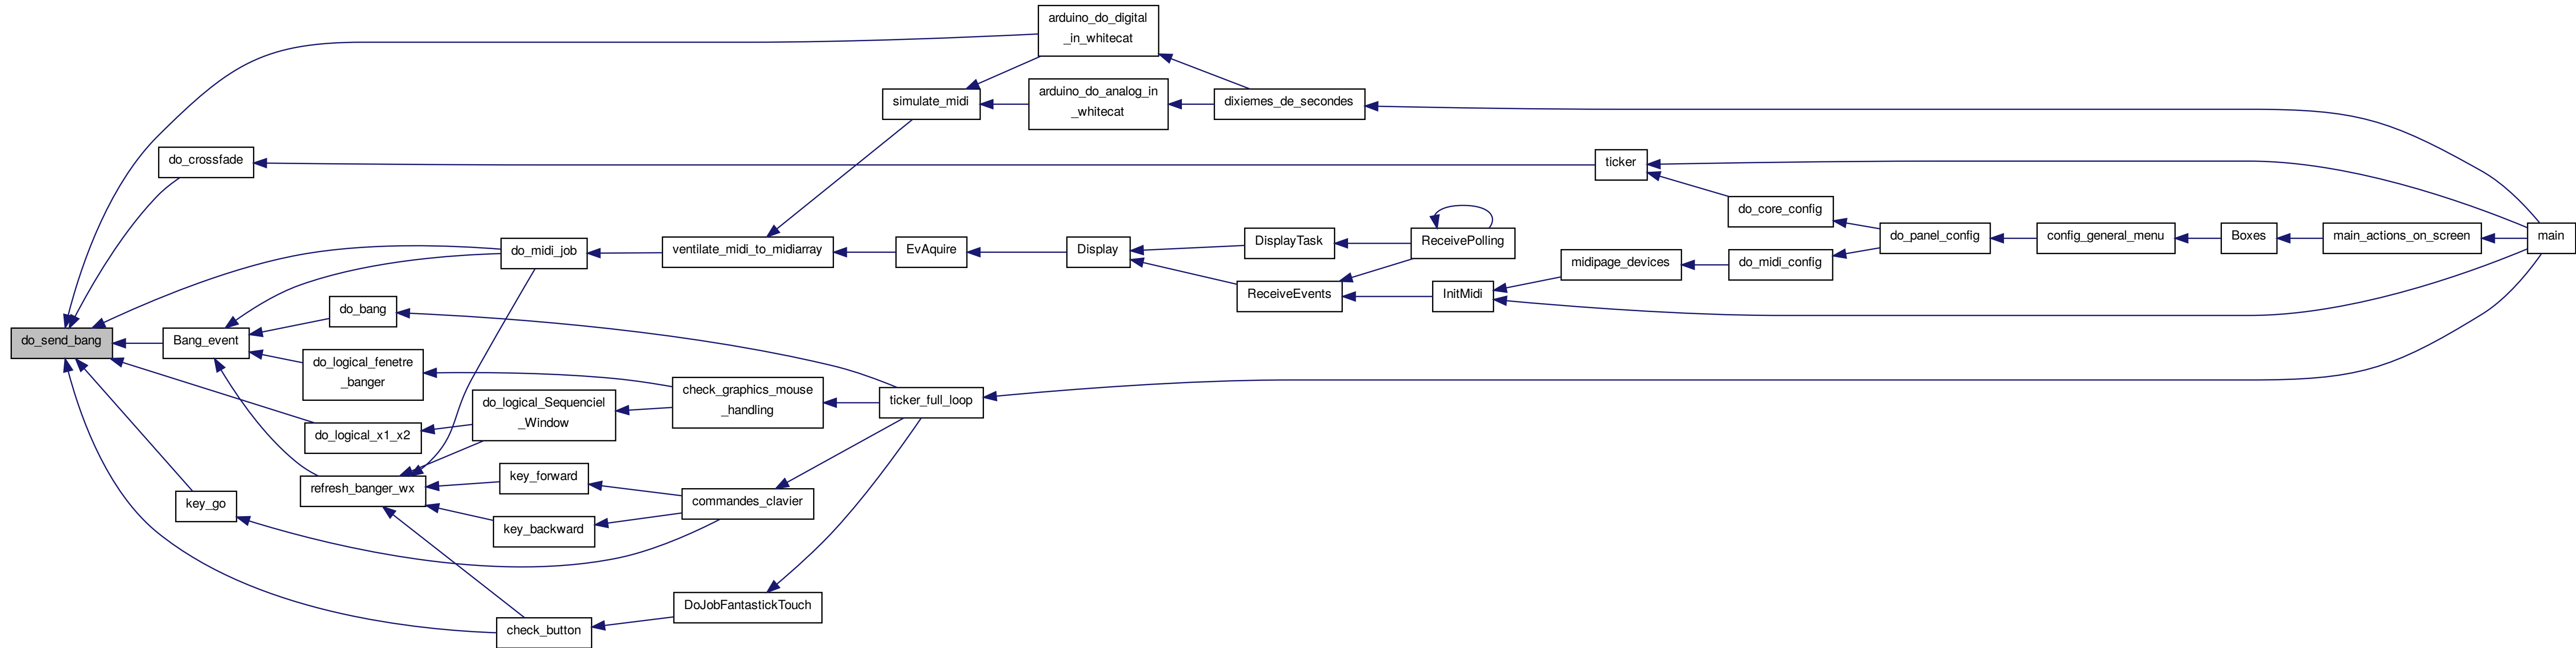 arduino_do_digital
_in_whitecat
simulate_midi
arduino_do_analog_in
_whitecat
dixiemes_de_secondes
do_crossfade
ticker
do_core_config
do_midi_job
ventilate_midi_to_midiarray
EvAquire
Display
DisplayTask
ReceivePolling
do_panel_config
config_general_menu
Boxes
main_actions_on_screen
main
midipage_devices
do_midi_config
ReceiveEvents
InitMidi
do_bang
do_send_bang
Bang_event
do_logical_fenetre
_banger
check_graphics_mouse
_handling
ticker_full_loop
do_logical_Sequenciel
_Window
do_logical_x1_x2
key_forward
refresh_banger_wx
commandes_clavier
key_go
key_backward
DoJobFantastickTouch
check_button